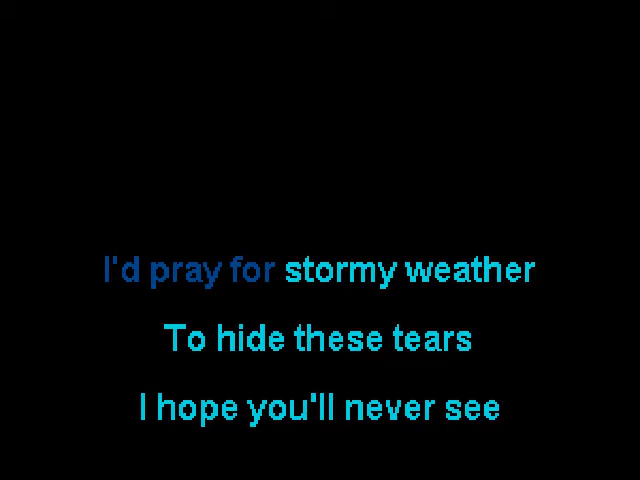 I'd pray for stormy weather
To hide these tears
I hope you'll never see